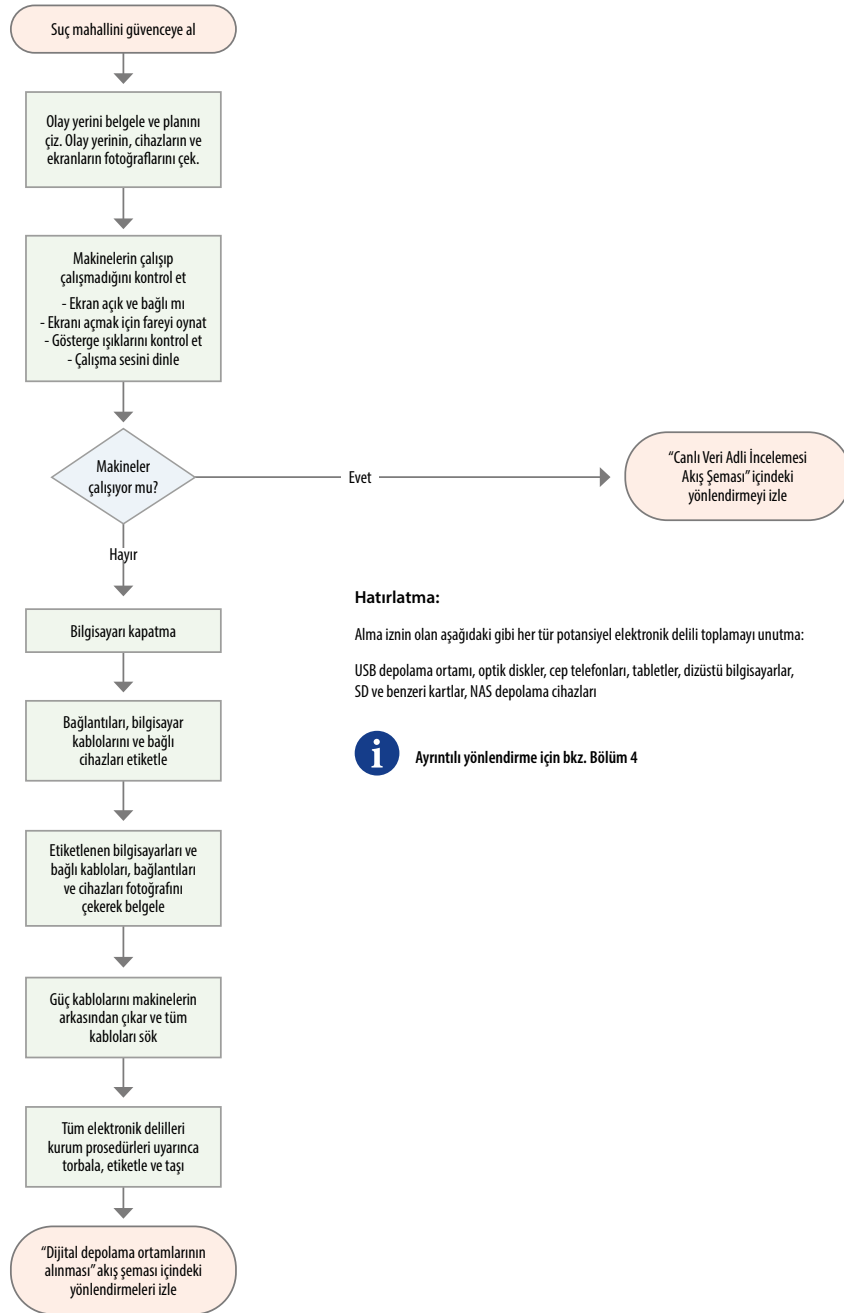 Suç mahallini güvenceye al
Olay yerini belgele ve planını
çiz. Olay yerinin, cihazların ve
ekranların fotoğraflarını çek.
Makinelerin çalışıp
çalışmadığını kontrol et
- Ekran açık ve bağlı mı
- Ekranı açmak için fareyi oynat
- Gösterge ışıklarını kontrol et
- Çalışma sesini dinle
Makineler
çalışıyor mu?
Evet
“Canlı Veri Adli İncelemesi
Akış Şeması” içindeki
yönlendirmeyi izle
Hayır
Bilgisayarı kapatma
Hatırlatma:
Alma iznin olan aşağıdaki gibi her tür potansiyel elektronik delili toplamayı unutma:
USB depolama ortamı, optik diskler, cep telefonları, tabletler, dizüstü bilgisayarlar,
SD ve benzeri kartlar, NAS depolama cihazları
i
Ayrıntılı yönlendirme için bkz. Bölüm 4
Bağlantıları, bilgisayar
kablolarını ve bağlı
cihazları etiketle
Etiketlenen bilgisayarları ve
bağlı kabloları, bağlantıları
ve cihazları fotoğrafını
çekerek belgele
Güç kablolarını makinelerin
arkasından çıkar ve tüm
kabloları sök
Tüm elektronik delilleri
kurum prosedürleri uyarınca
torbala, etiketle ve taşı
“Dijital depolama ortamlarının
alınması” akış şeması içindeki
yönlendirmeleri izle